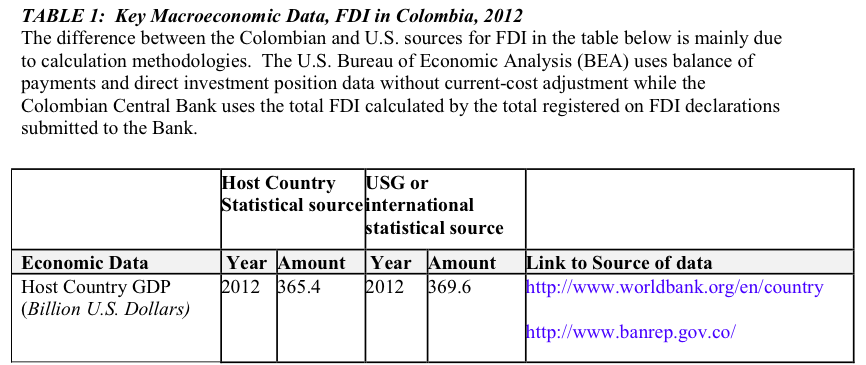 TABLE 1:  Key Macroeconomic Data, FDI in Colombia, 2012
The difference between the Colombian and U.S. sources for FDI in the table below is mainly due
to calculation methodologies.  The U.S. Bureau of Economic Analysis (BEA) uses balance of
payments and direct investment position data without current-cost adjustment while the
Colombian Central Bank uses the total FDI calculated by the total registered on FDI declarations
submitted to the Bank.
Host Country USG or
Statistical source international
statistical source
Economic Data Year Amount Year Amount Link to Source of data
Host Country GDP 2012 365.4 2012 369.6 http://www.worldbank.org/en/country
(Billion U.S. Dollars)
http://www.banrep.gov.co/